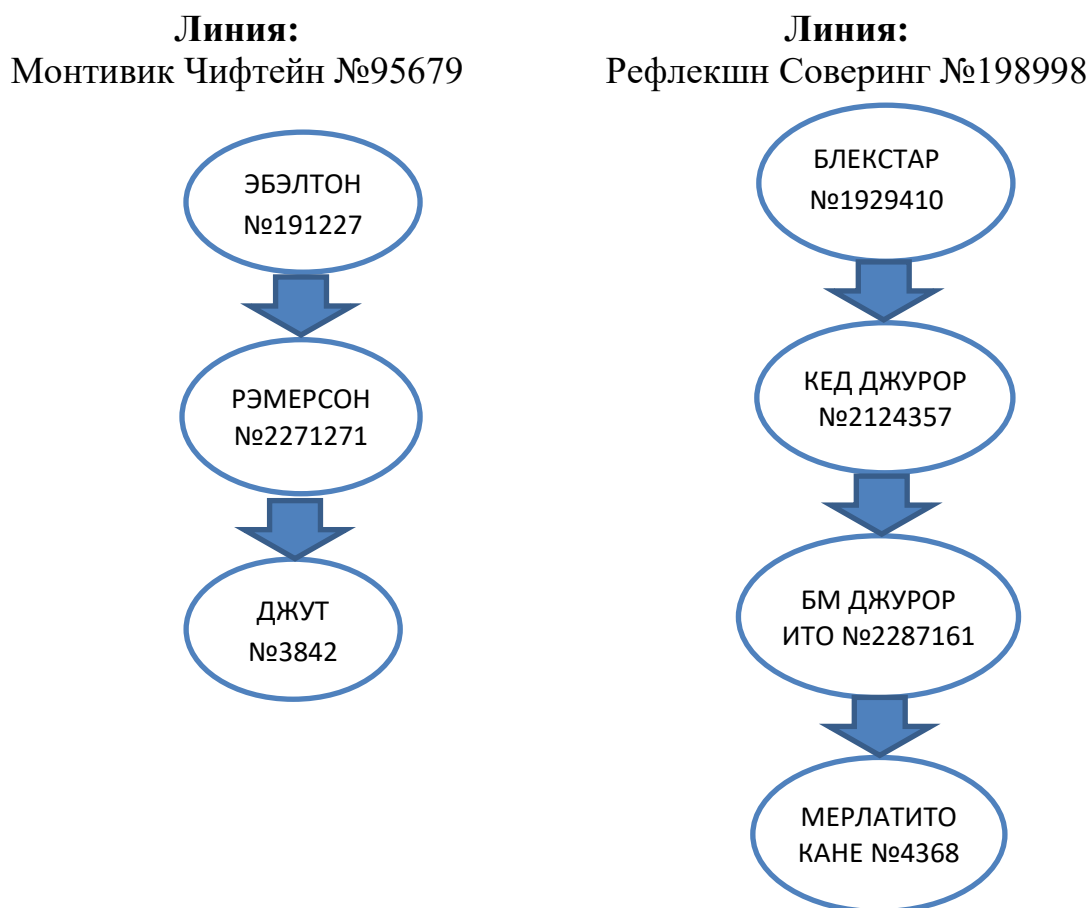 Линия:
Монтивик Чифтейн №95679
ЭБЭЛТОН
№191227
РЭМЕРСОН
№2271271
ДЖУТ
№3842
Линия:
Рефлекшн Соверинг №198998
БЛЕКСТАР
№1929410
КЕД ДЖУРОР
№2124357
БМ ДЖУРОР
ИТО №2287161
МЕРЛАТИТО
КАНЕ №4368